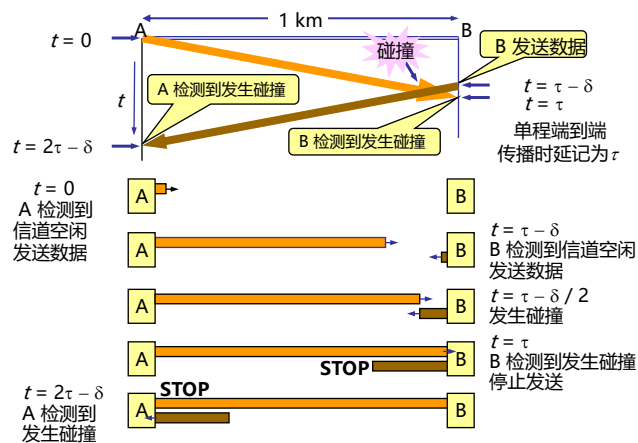 A
1 km
B
t = 0
碰撞
B 发送数据
A 检测到发生碰撞
t = τ − δ
t = τ
t
B 检测到发生碰撞
单程端到端
传播时延记为τ
t = 2τ − δ
t = 0
A 检测到
信道空闲
发送数据
A
B
A
B
t = τ − δ
B 检测到信道空闲
发送数据
A
B
t = τ − δ / 2
发生碰撞
A
STOP
B
t = τ
B 检测到发生碰撞
停止发送
t = 2τ − δ
A 检测到
发生碰撞
STOP
A
B